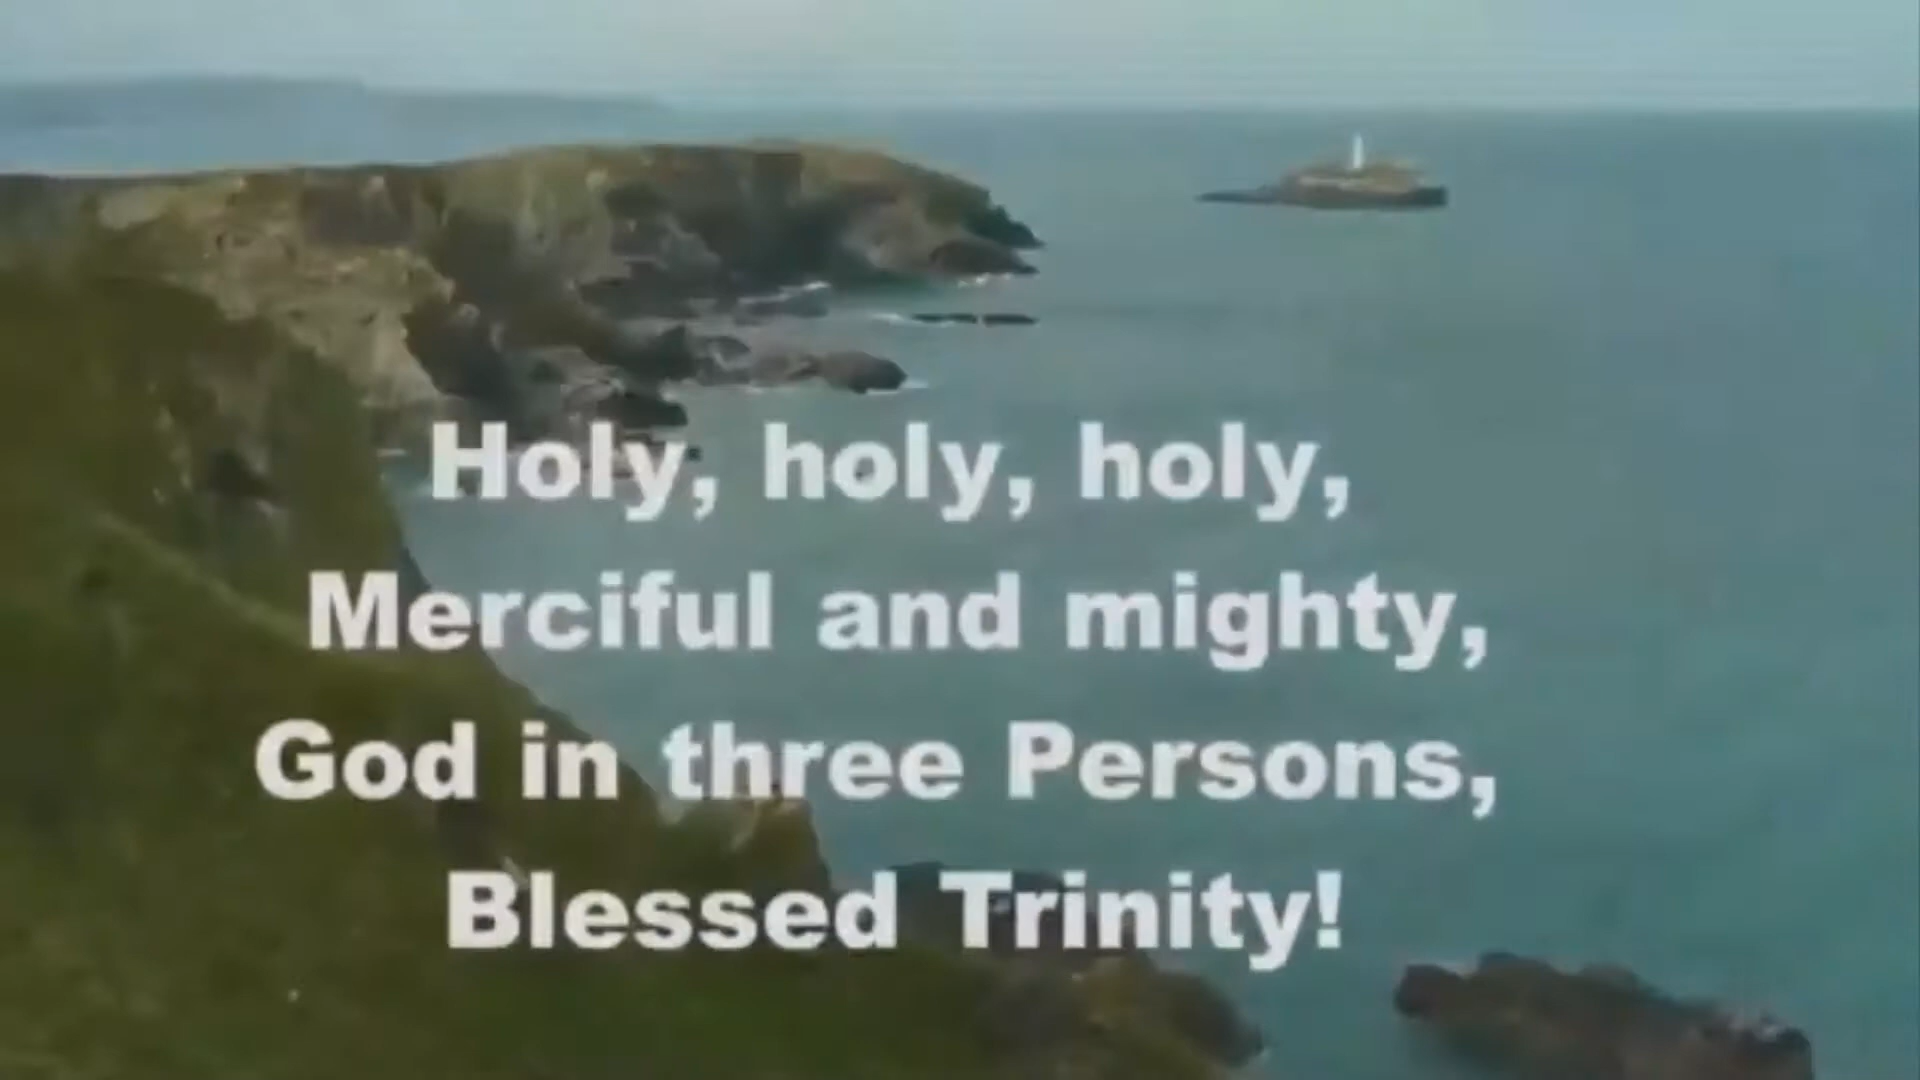 Holy, holy, holy,
Merciful and mighty,
God in three Persons,
Blessed Trinity!